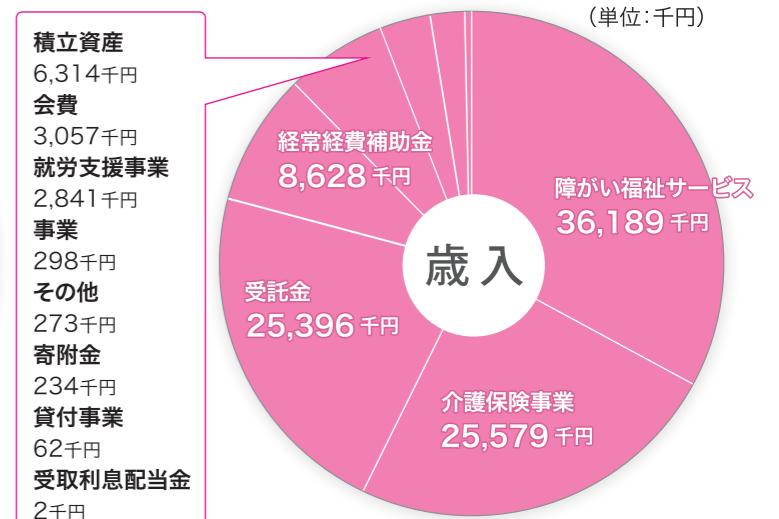 (単位:千円)
積立資産
6,314千円
会費
3,057千円
就労支援事業
2,841千円
事業
298千円
その他
273千円
寄附金
234千円
貸付事業
62千円
受取利息配当金
2千円
経常経費補助金
8,628千円
障がい福祉サービス
36,189千円
歳入
受託金
25,396千円
介護保険事業
25,579千円